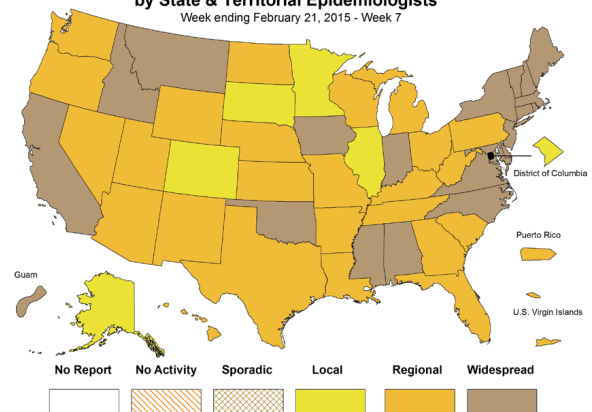 by State & Territorial Epidemiologists
Week ending February 21, 2015 - Week 7
District of Columbia
Puerto Rico
Guam
U.S. Virgin Islands
No Report No Activity Sporadic Local Regional Widespread